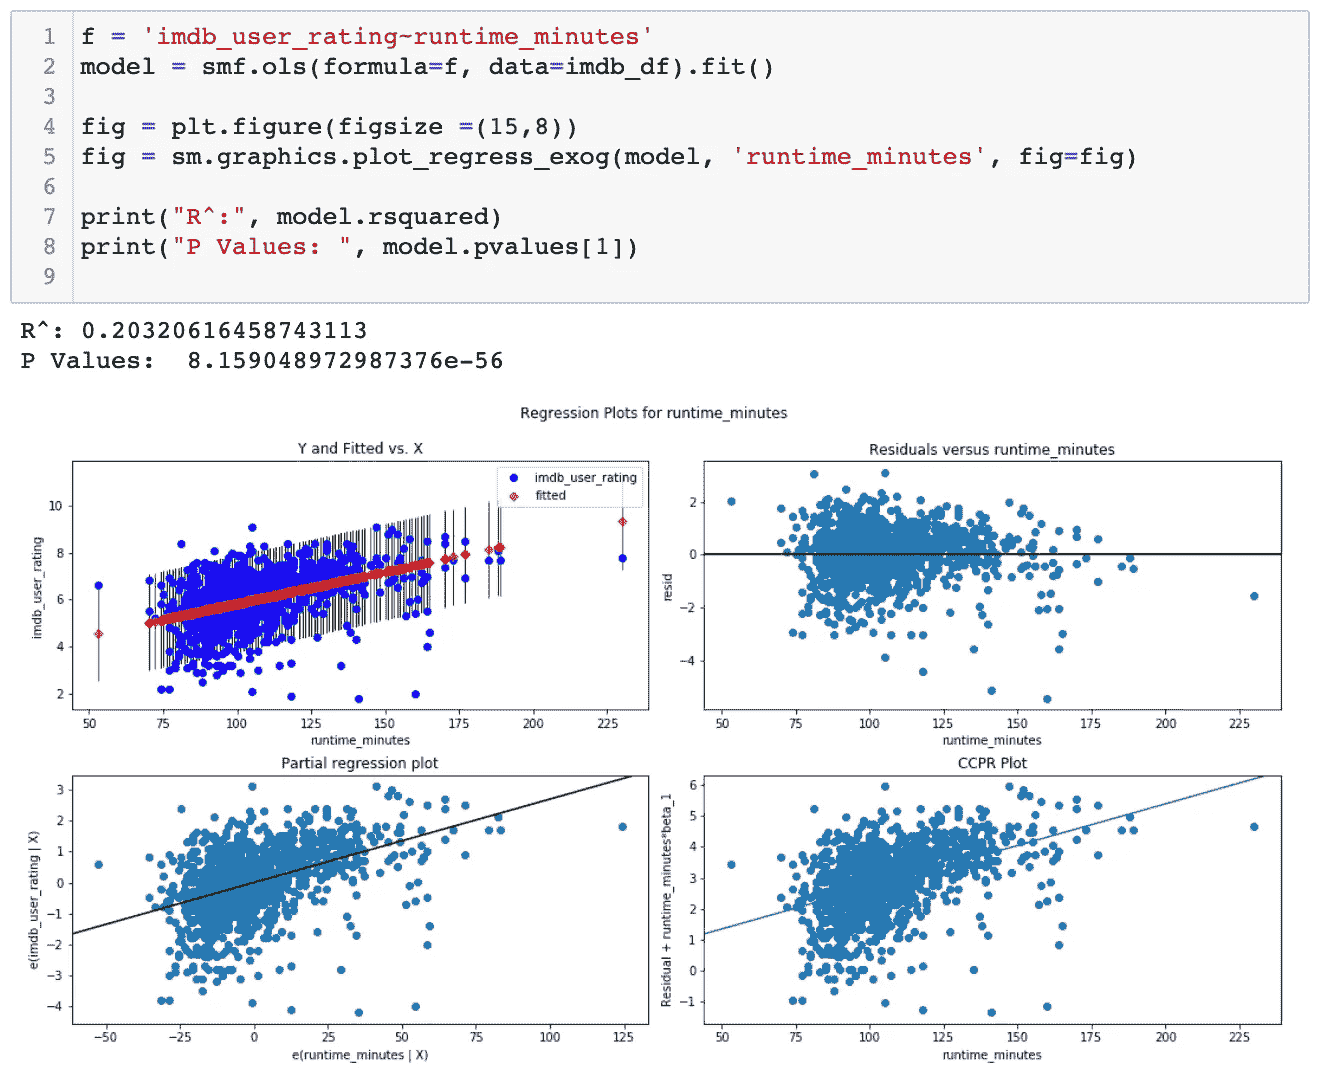 1 f = 'imdb_user_rating~runtime_minutes'
2 model = smf.ols(formula=f, data=imdb_df).fit()
3
4 fig = plt.figure(figsize =(15,8))
5 fig = sm.graphics.plot_regress_exog(model, 'runtime_minutes', fig=fig)
6
7 print("R^:", model.rsquared)
8 print("P Values: ", model.pvalues[1])
9
R^: 0.20320616458743113
P Values:  8.159048972987376e-56
Regression Plots for runtime_minutes
Y and Fitted vs. X
imdb_user_rating
fitted
imdb_user_rating
10
8
6
4
2
50 75 100 125 150 175 200 225
runtime_minutes
Residuals versus runtime_minutes
resid
2
0
−2
−4
50 75 100 125 150 175 200 225
runtime_minutes
Partial regression plot
e(imdb_user_rating | X)
3
2
1
0
−1
−2
−3
−4
−50 −25 0 25 50 75 100 125
e(runtime_minutes | X)
CCPR Plot
Residual + runtime_minutes*beta_1
6
5
4
3
2
1
0
−1
50 75 100 125 150 175 200 225
runtime_minutes